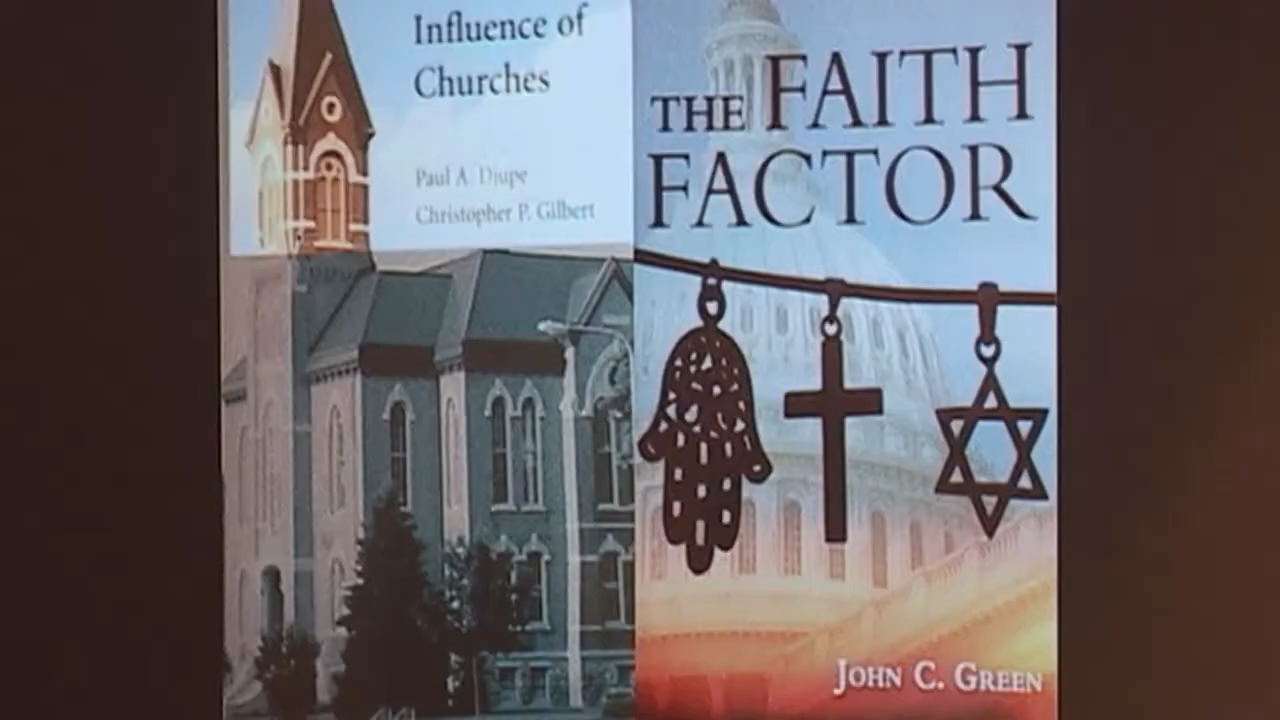 Influence of
Churches
Paul A. Djupe
Christopher P. Gilbert
THE FAITH
FACTOR
JOHN C. GREEN